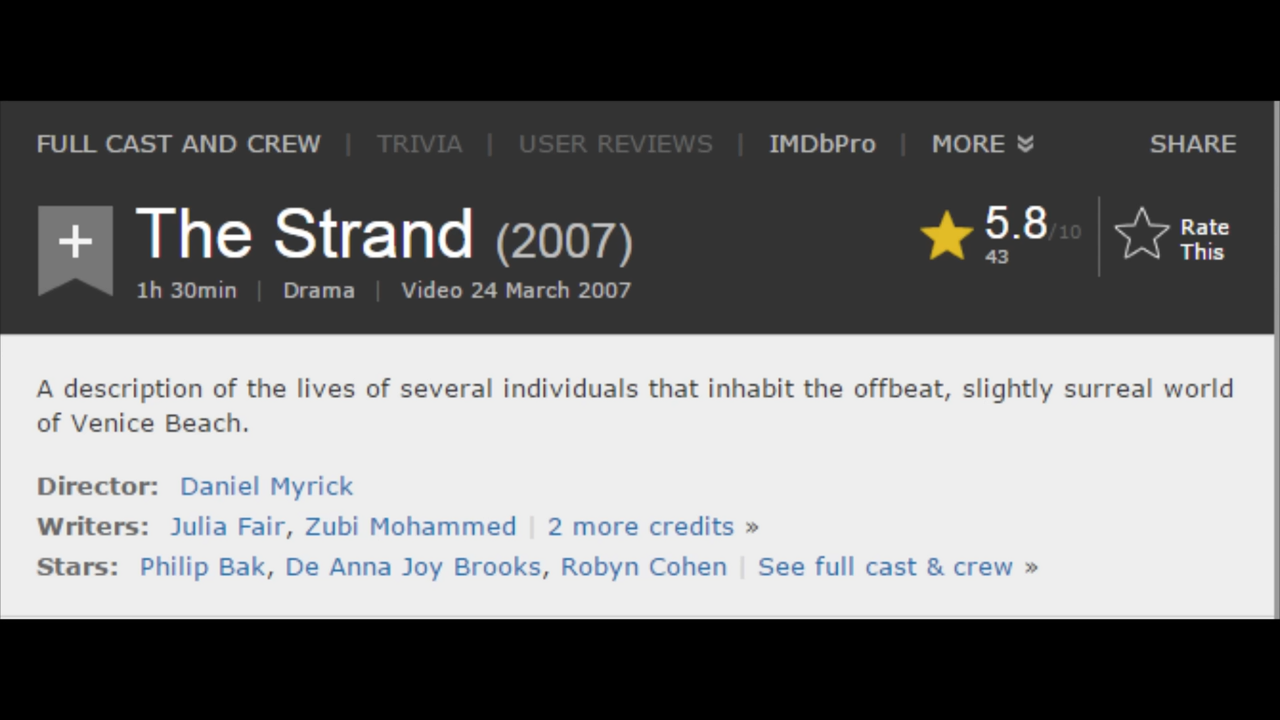 FULL CAST AND CREW | TRIVIA | USER REVIEWS | IMDbPro | MORE SHARE
+ The Strand (2007) 5.8/10 Rate
43 This
1h 30min | Drama | Video 24 March 2007
A description of the lives of several individuals that inhabit the offbeat, slightly surreal world
of Venice Beach.
Director: Daniel Myrick
Writers: Julia Fair, Zubi Mohammed | 2 more credits »
Stars: Philip Bak, De Anna Joy Brooks, Robyn Cohen | See full cast & crew »